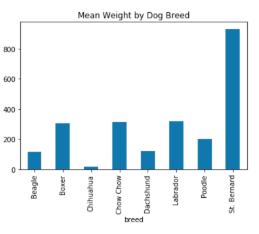 Mean Weight by Dog Breed
800
600
400
200
0
Beagle
Boxer
Chihuahua
Chow Chow
Dachshund
Labrador
Poodle
St. Bernard
breed